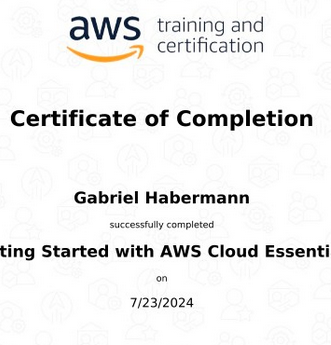 aws training and
certification
Certificate of Completion
Gabriel Habermann
successfully completed
ting Started with AWS Cloud Essenti
on
7/23/2024